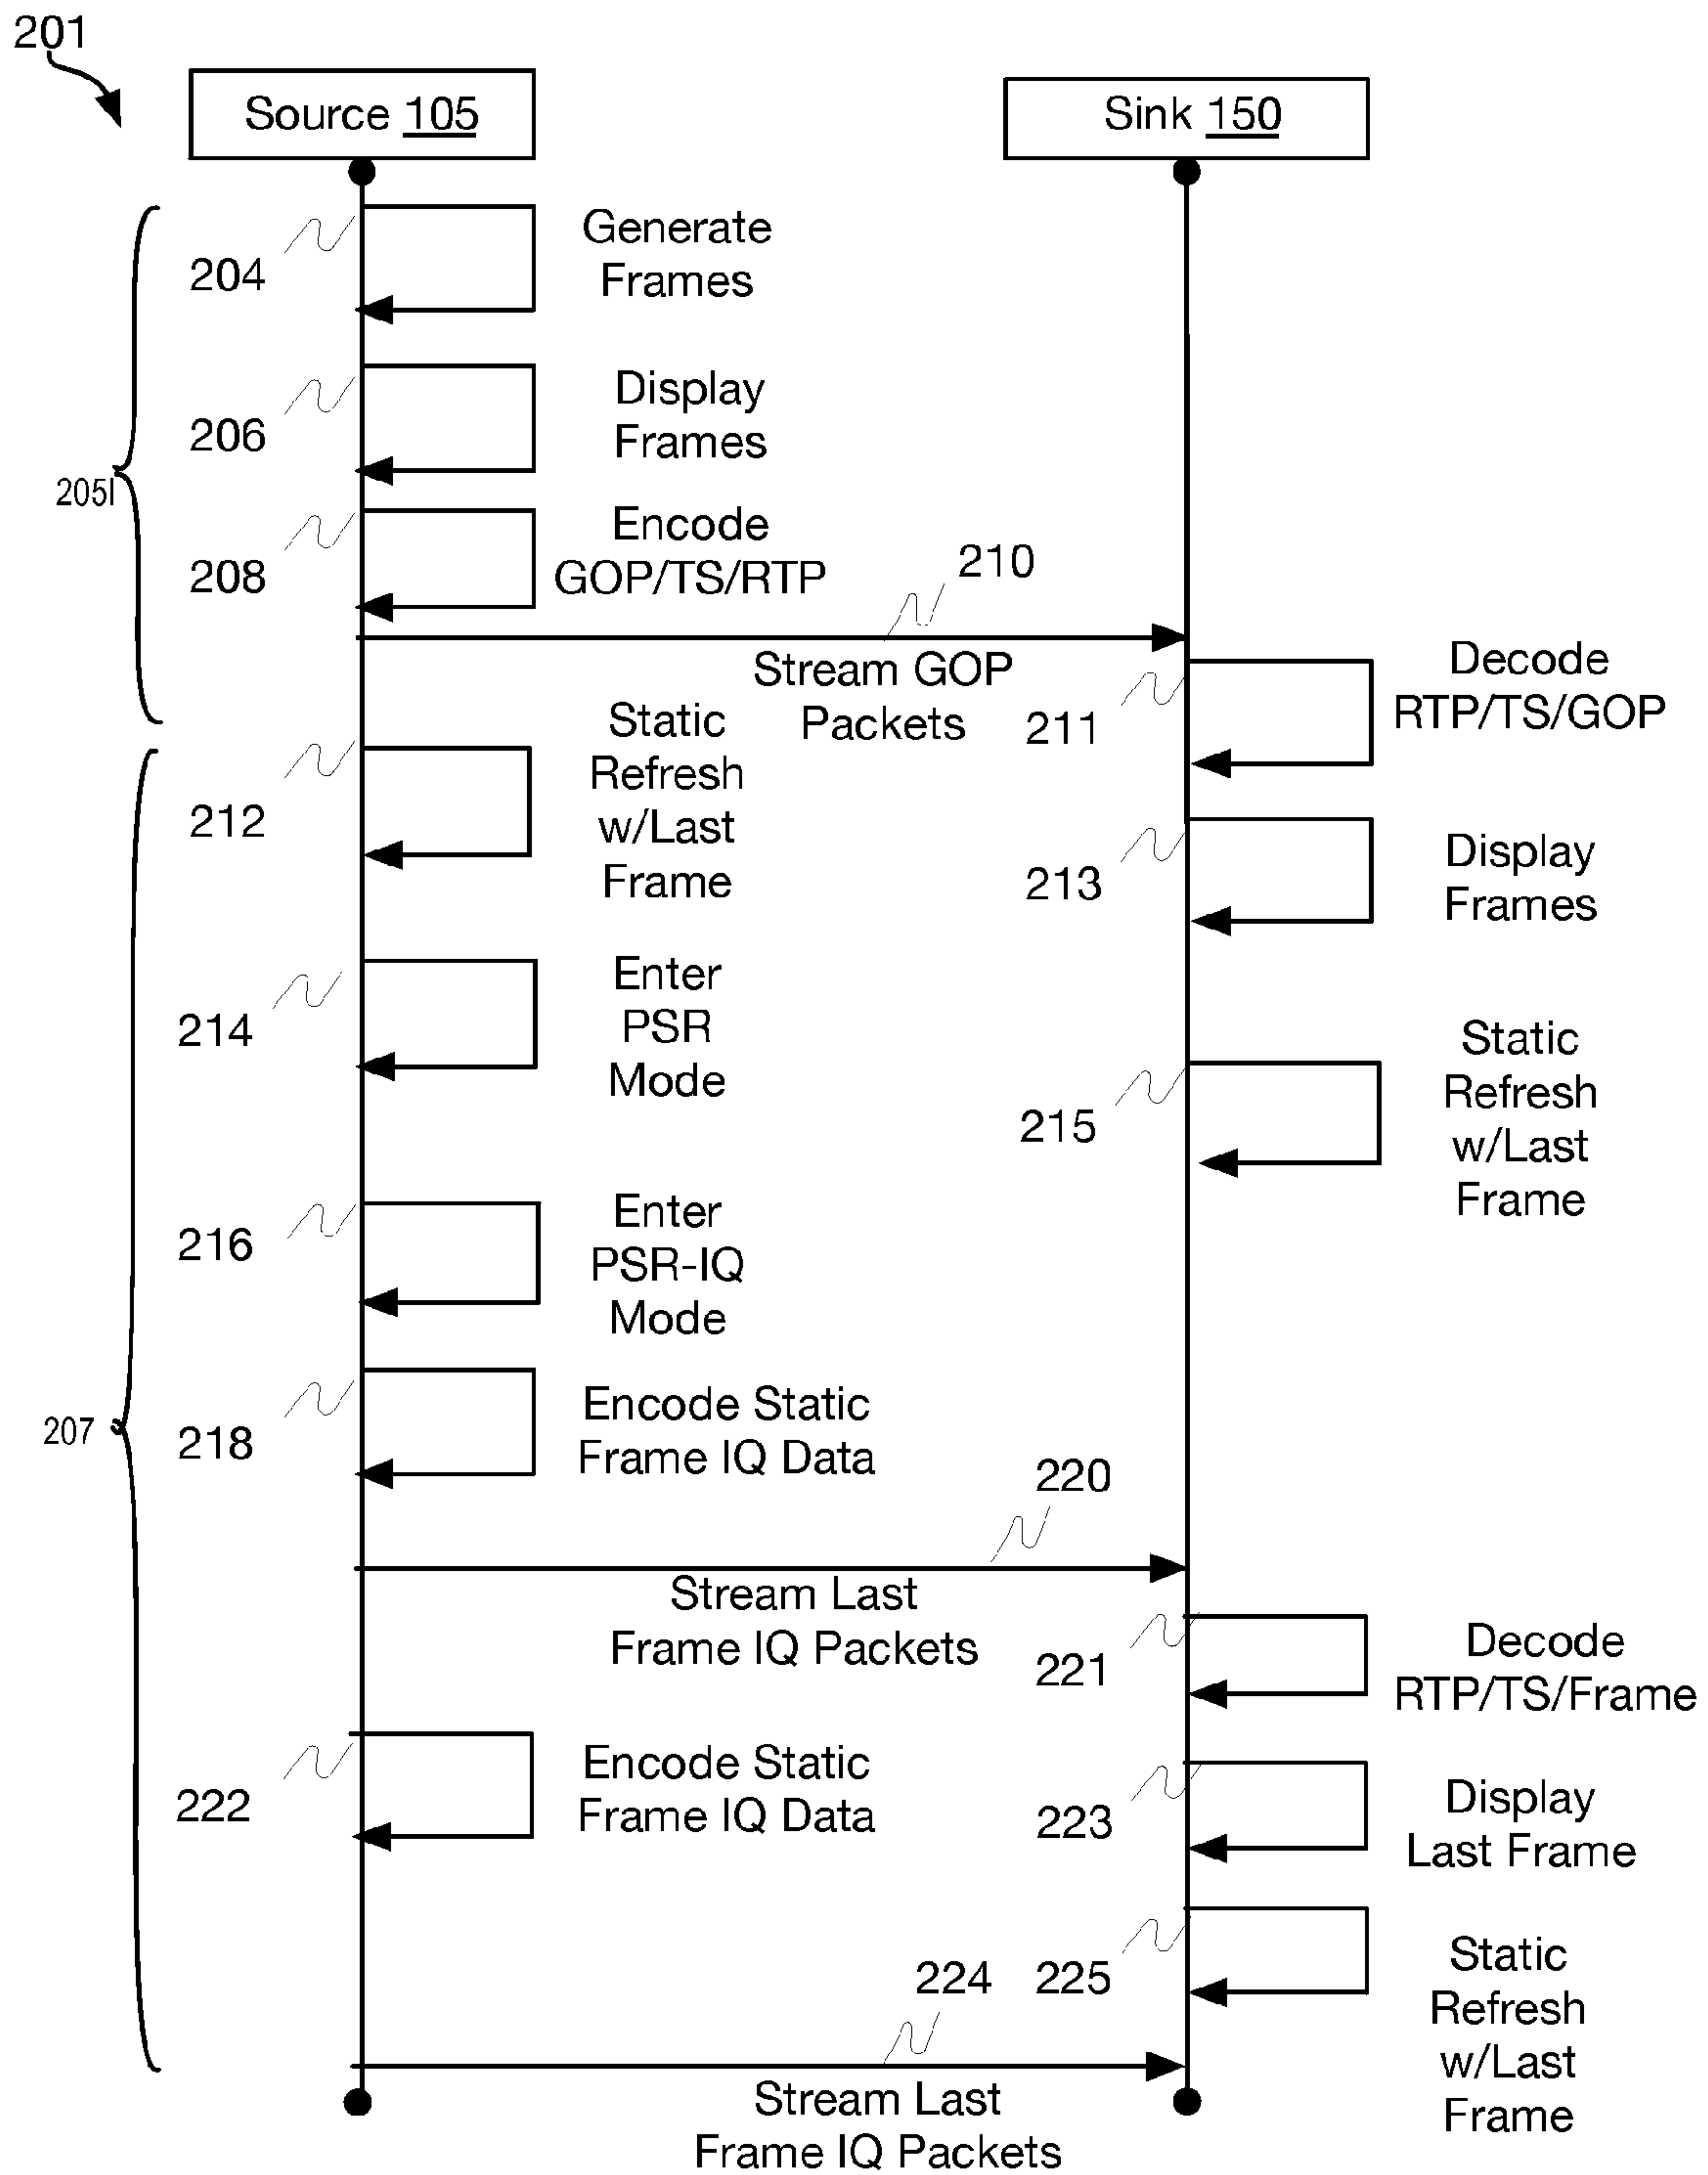 201
Source 105
Sink 150
Generate
Frames
204
Display
Frames
206
205I
Encode
GOP/TS/RTP
208
210
Stream GOP
Packets
Decode
RTP/TS/GOP
211
Static
Refresh
w/Last
Frame
212
Display
Frames
213
Enter
PSR
Mode
214
Static
Refresh
w/Last
Frame
215
Enter
PSR-IQ
Mode
216
207
Encode Static
Frame IQ Data
218
220
Stream Last
Frame IQ Packets
Decode
RTP/TS/Frame
221
Encode Static
Frame IQ Data
222
Display
Last Frame
223
224
225
Static
Refresh
w/Last
Frame
Stream Last
Frame IQ Packets